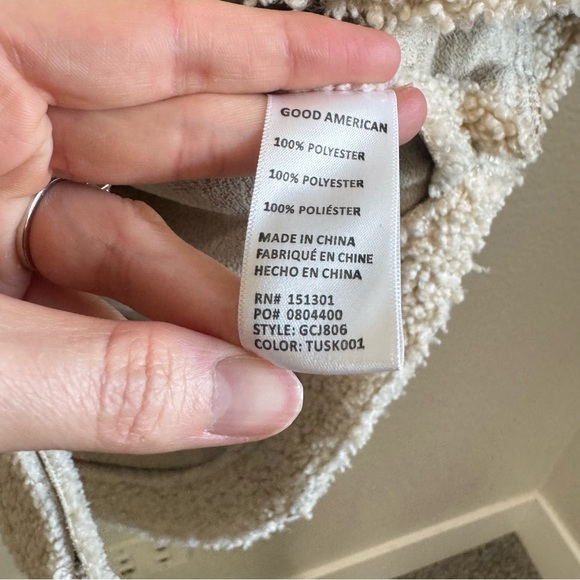 GOOD AMERICAN
100% POLYESTER
100% POLYESTER
100% POLIÉSTER
MADE IN CHINA
FABRIQUÉ EN CHINE
HECHO EN CHINA
RN# 151301
PO# 0804400
STYLE: GCJ806
COLOR: TUSK001